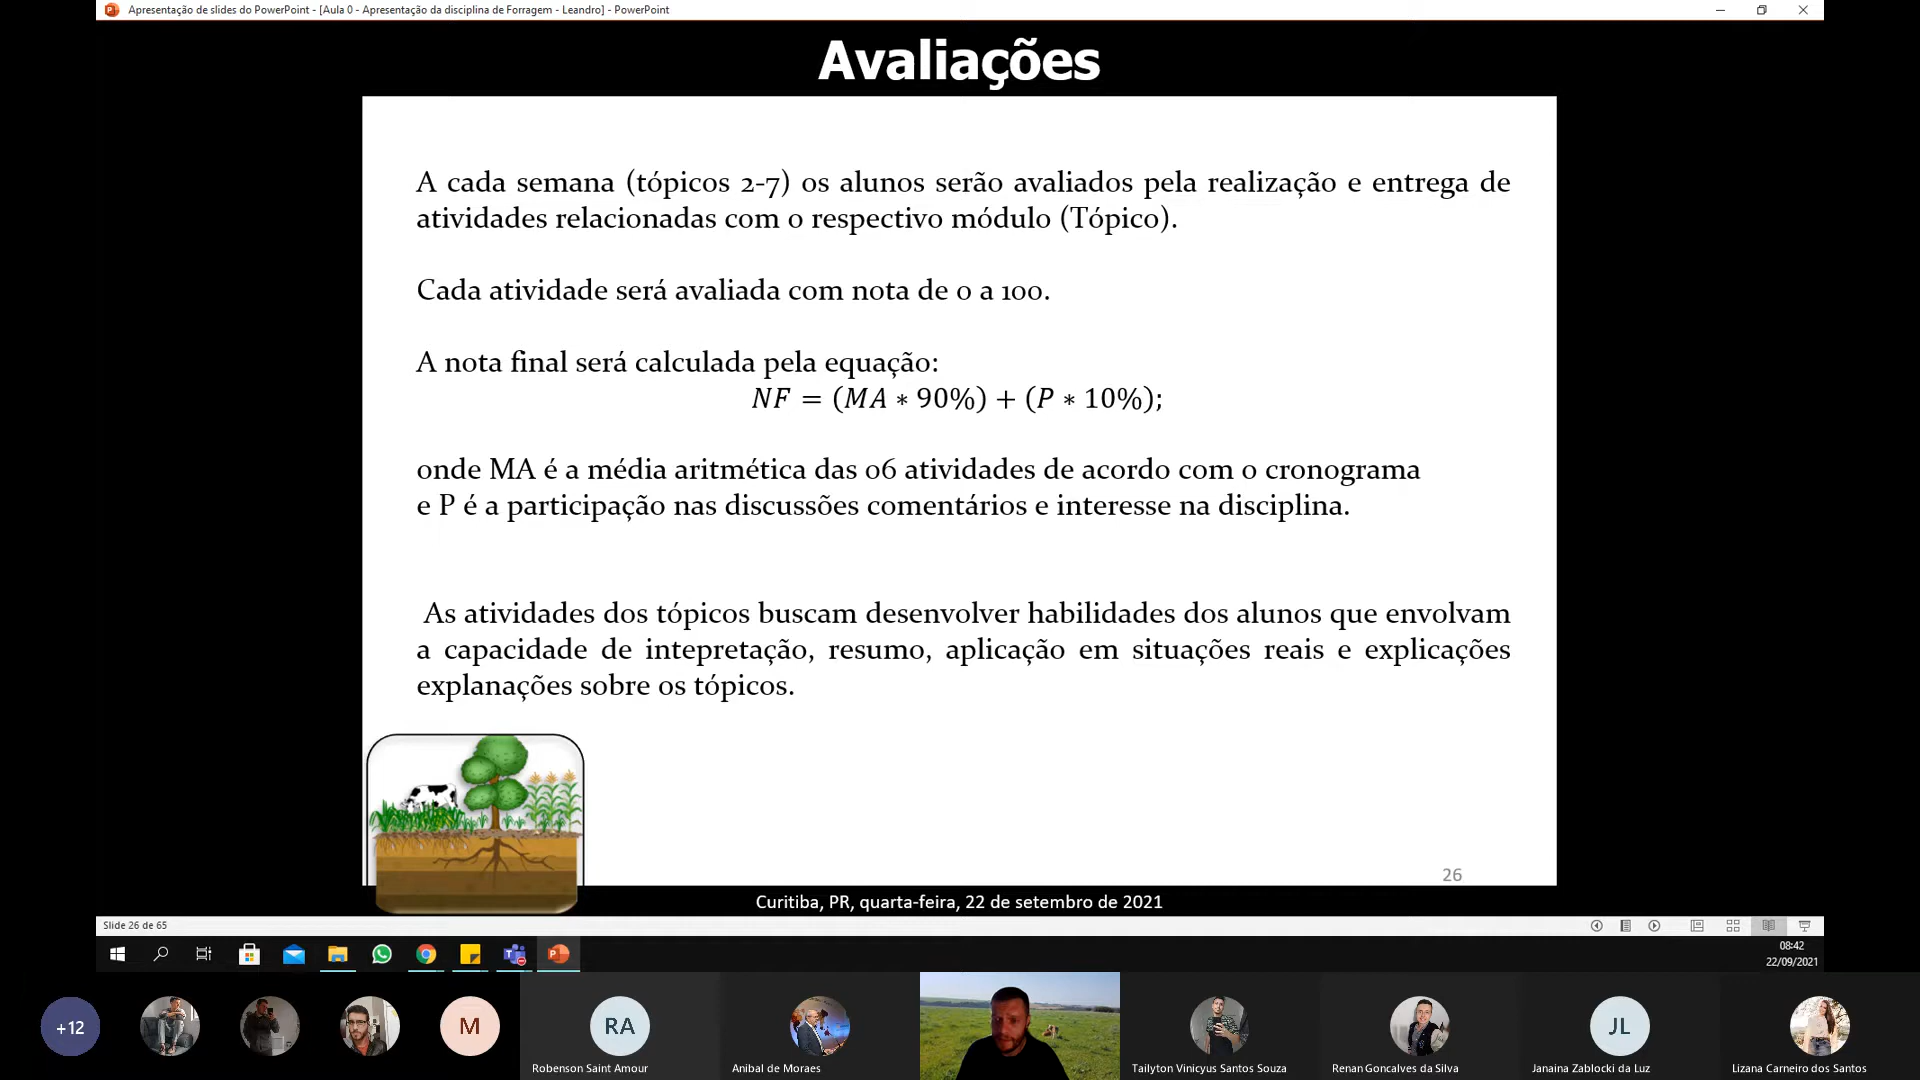 Apresentação de slides do PowerPoint - [Aula 0 - Apresentação da disciplina de Forragem - Leandro] - PowerPoint
Avaliações
A cada semana (tópicos 2-7) os alunos serão avaliados pela realização e entrega de
atividades relacionadas com o respectivo módulo (Tópico).
Cada atividade será avaliada com nota de 0 a 100.
A nota final será calculada pela equação:
NF = (MA * 90%) + (P * 10%);
onde MA é a média aritmética das 06 atividades de acordo com o cronograma
e P é a participação nas discussões comentários e interesse na disciplina.
As atividades dos tópicos buscam desenvolver habilidades dos alunos que envolvam
a capacidade de intepretação, resumo, aplicação em situações reais e explicações
explanações sobre os tópicos.
26
Curitiba, PR, quarta-feira, 22 de setembro de 2021
Slide 26 de 65
08:42
22/09/2021
+12
M
RA
JL
Robenson Saint Amour
Anibal de Moraes
Tailyton Vinicyus Santos Souza
Renan Goncalves da Silva
Janaina Zablocki da Luz
Lizana Carneiro dos Santos